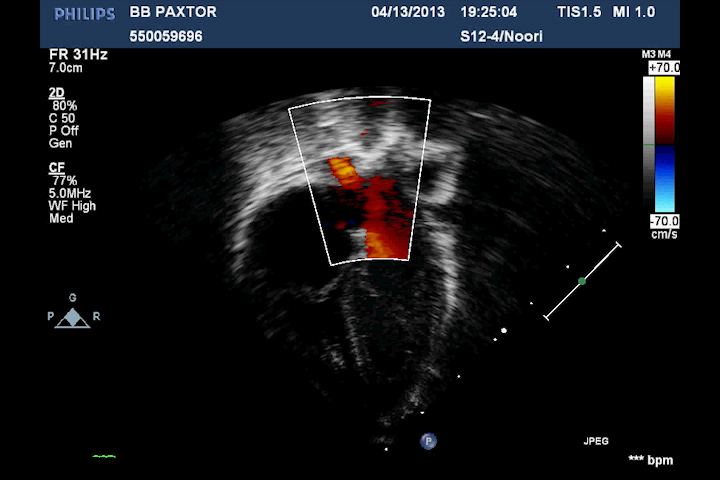 PHILIPS BB PAXTOR 04/13/2013 19:25:04 TIS1.5 MI 1.0
550059696 S12-4/Noori
FR 31Hz
7.0cm
M3 M4
+70.0
2D
80%
C 50
P Off
Gen
CF
77%
5.0MHz
WF High
Med
-70.0
cm/s
G
P R
P
JPEG
*** bpm